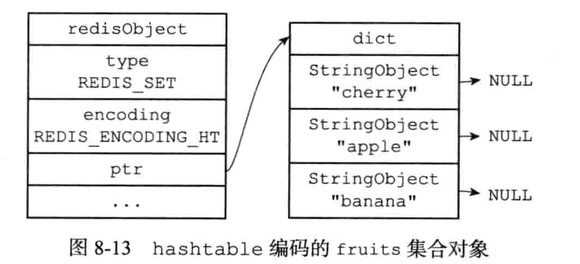 redisObject
type
REDIS_SET
encoding
REDIS_ENCODING_HT
ptr
...
dict
StringObject
"cherry"
NULL
StringObject
"apple"
NULL
StringObject
"banana"
NULL
图 8-13 hashtable 编码的 fruits 集合对象